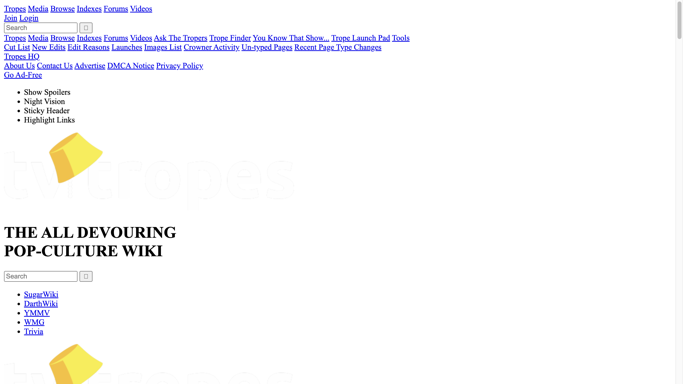 Tropes Media Browse Indexes Forums Videos
Join Login
Search
Tropes Media Browse Indexes Forums Videos Ask The Tropers Trope Finder You Know That Show... Trope Launch Pad Tools
Cut List New Edits Edit Reasons Launches Images List Crowner Activity Un-typed Pages Recent Page Type Changes
Tropes HQ
About Us Contact Us Advertise DMCA Notice Privacy Policy
Go Ad-Free
Show Spoilers
Night Vision
Sticky Header
Highlight Links
tvtropes
THE ALL DEVOURING
POP-CULTURE WIKI
Search
SugarWiki
DarthWiki
YMMV
WMG
Trivia